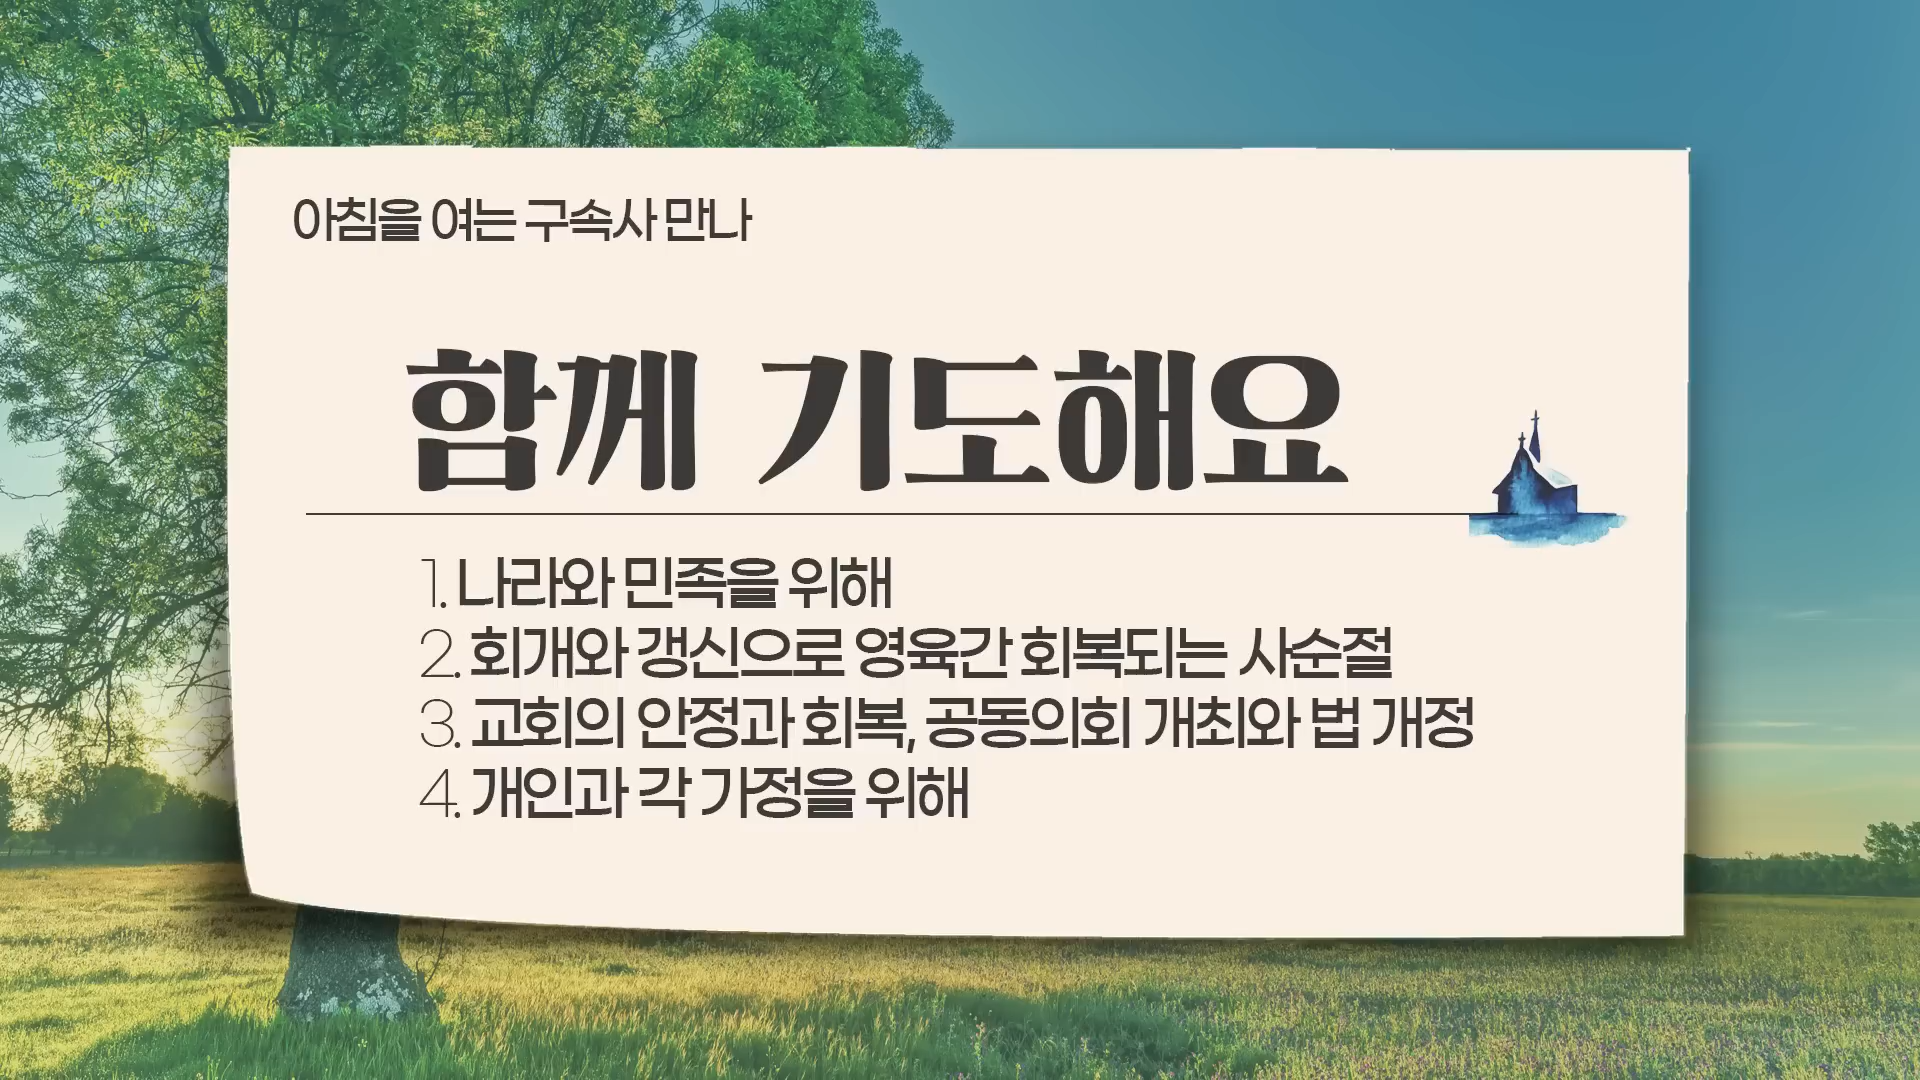 아침을 여는 구속사 만나
함께 기도해요
1. 나라와 민족을 위해
2. 회개와 갱신으로 영육간 회복되는 사순절
3. 교회의 안정과 회복, 공동의회 개최와 법 개정
4. 개인과 각 가정을 위해